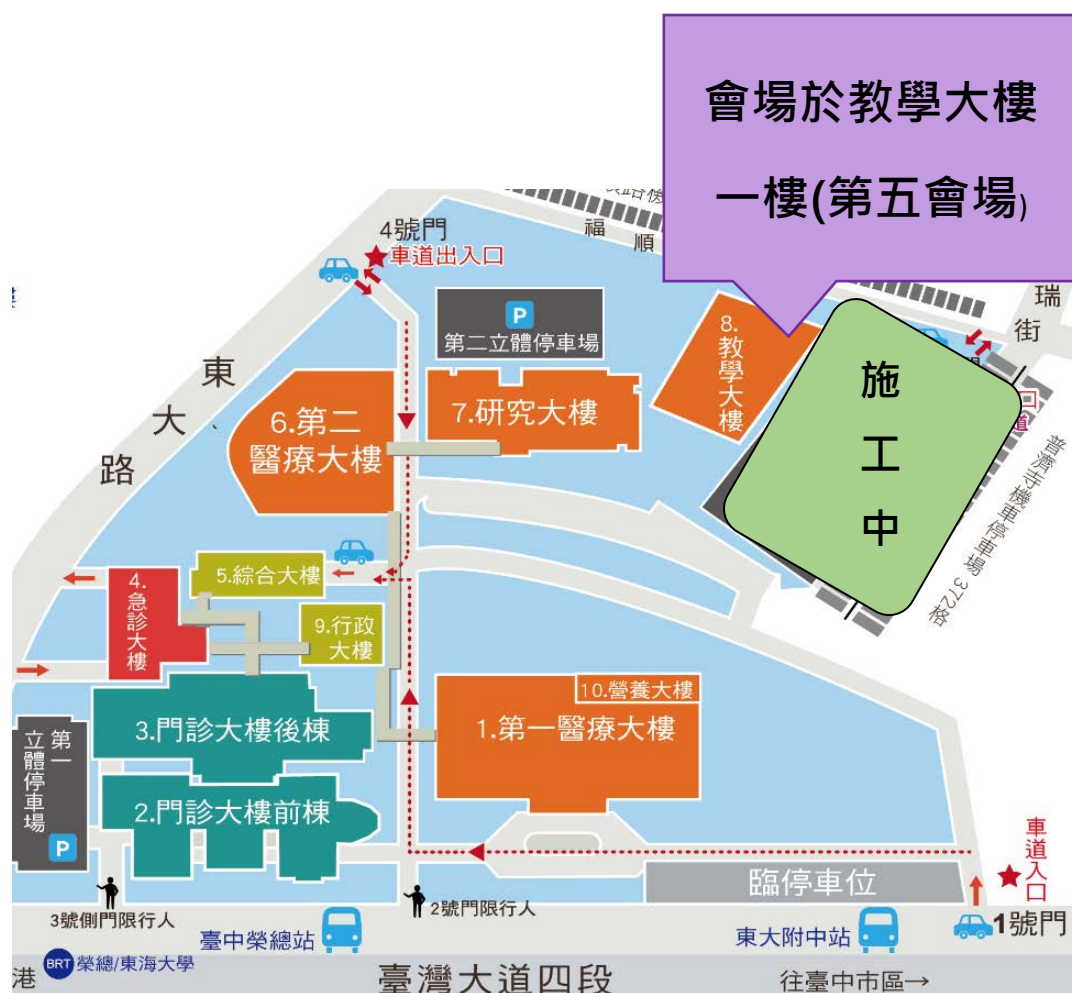 會場於教學大樓
一樓(第五會場)
4號門
車道出入口
福順
瑞街
P
第二立體停車場
8.教學大樓
施工中
東大路
6.第二
醫療大樓
7.研究大樓
普濟寺機車停車場 372格
5.綜合大樓
4.急診大樓
9.行政
大樓
10.營養大樓
1.第一醫療大樓
3.門診大樓後棟
第一
立體停車場
P
2.門診大樓前棟
車道入口
臨停車位
3號側門限行人
2號門限行人
1號門
臺中榮總站
東大附中站
BRT 榮總/東海大學
港
臺灣大道四段
往臺中市區→